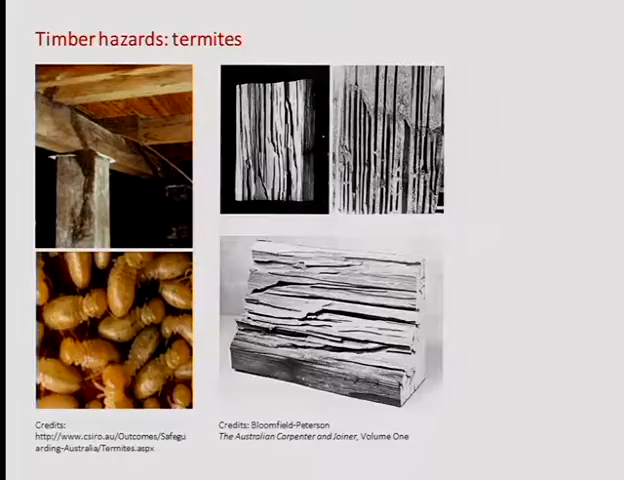 Timber hazards: termites
Credits:
http://www.csiro.au/Outcomes/Safegu
arding-Australia/Termites.aspx
Credits: Bloomfield-Peterson
The Australian Carpenter and Joiner, Volume One